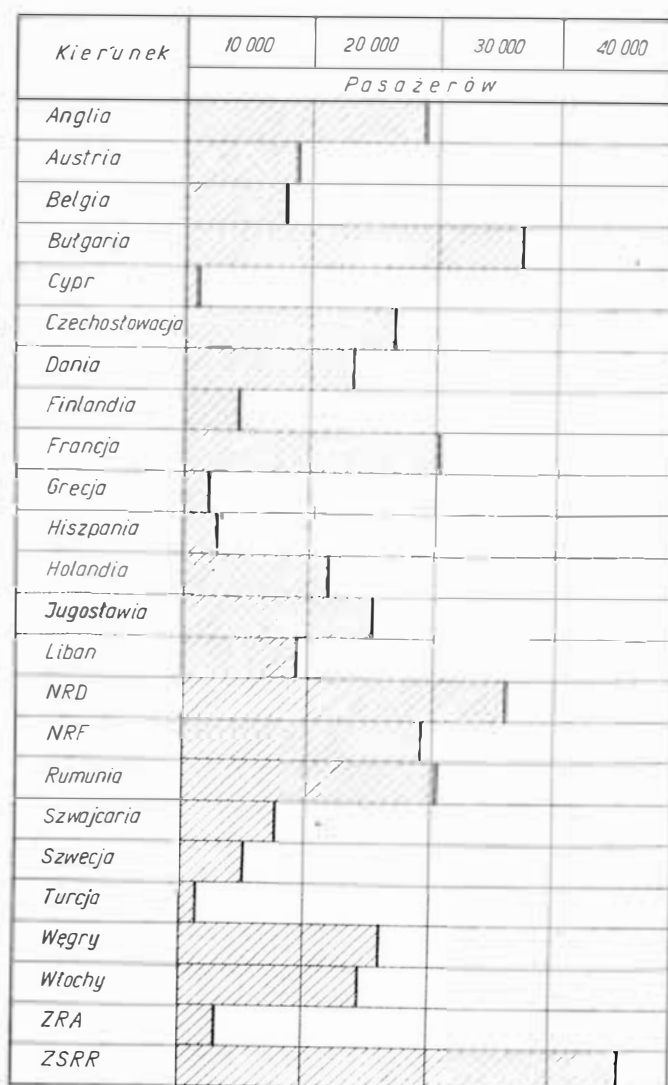 Kierunek 10 000 20 000 30 000 40 000
Pasażerów
Anglia
Austria
Belgia
Bułgaria
Cypr
Czechosłowacja
Dania
Finlandia
Francja
Grecja
Hiszpania
Holandia
Jugosławia
Liban
NRD
NRF
Rumunia
Szwajcaria
Szwecja
Turcja
Węgry
Włochy
ZRA
ZSRR